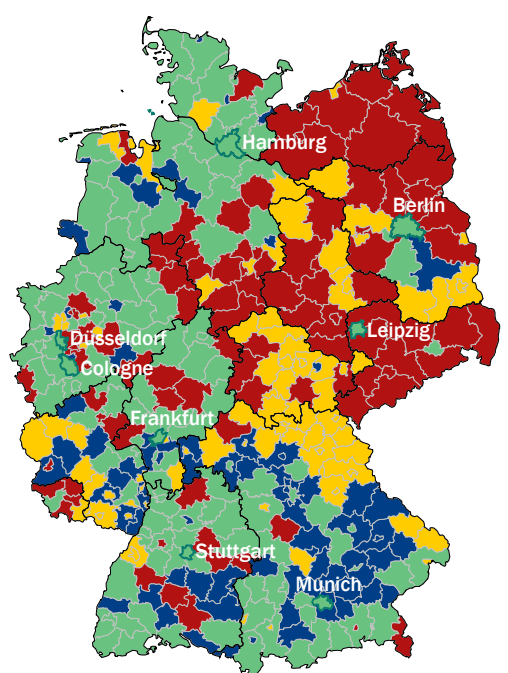 Hamburg
Berlin
Leipzig
Düsseldorf
Cologne
Frankfurt
Stuttgart
Munich